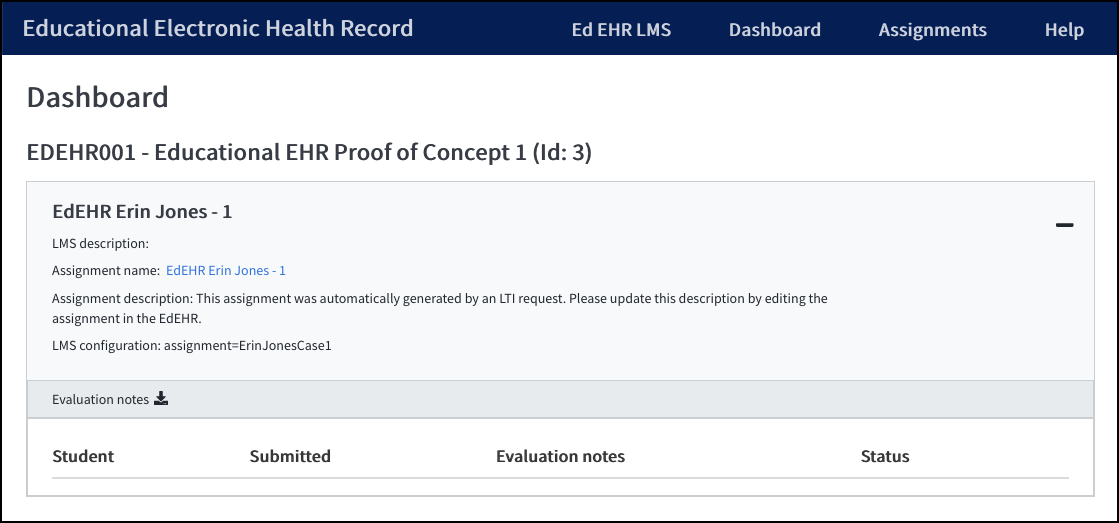 Educational Electronic Health Record Ed EHR LMS Dashboard Assignments Help
Dashboard
EDEHR001 - Educational EHR Proof of Concept 1 (Id: 3)
EdEHR Erin Jones - 1
LMS description:
Assignment name: EdEHR Erin Jones - 1
Assignment description: This assignment was automatically generated by an LTI request. Please update this description by editing the
assignment in the EdEHR.
LMS configuration: assignment=ErinJonesCase1
Evaluation notes
Student Submitted Evaluation notes Status